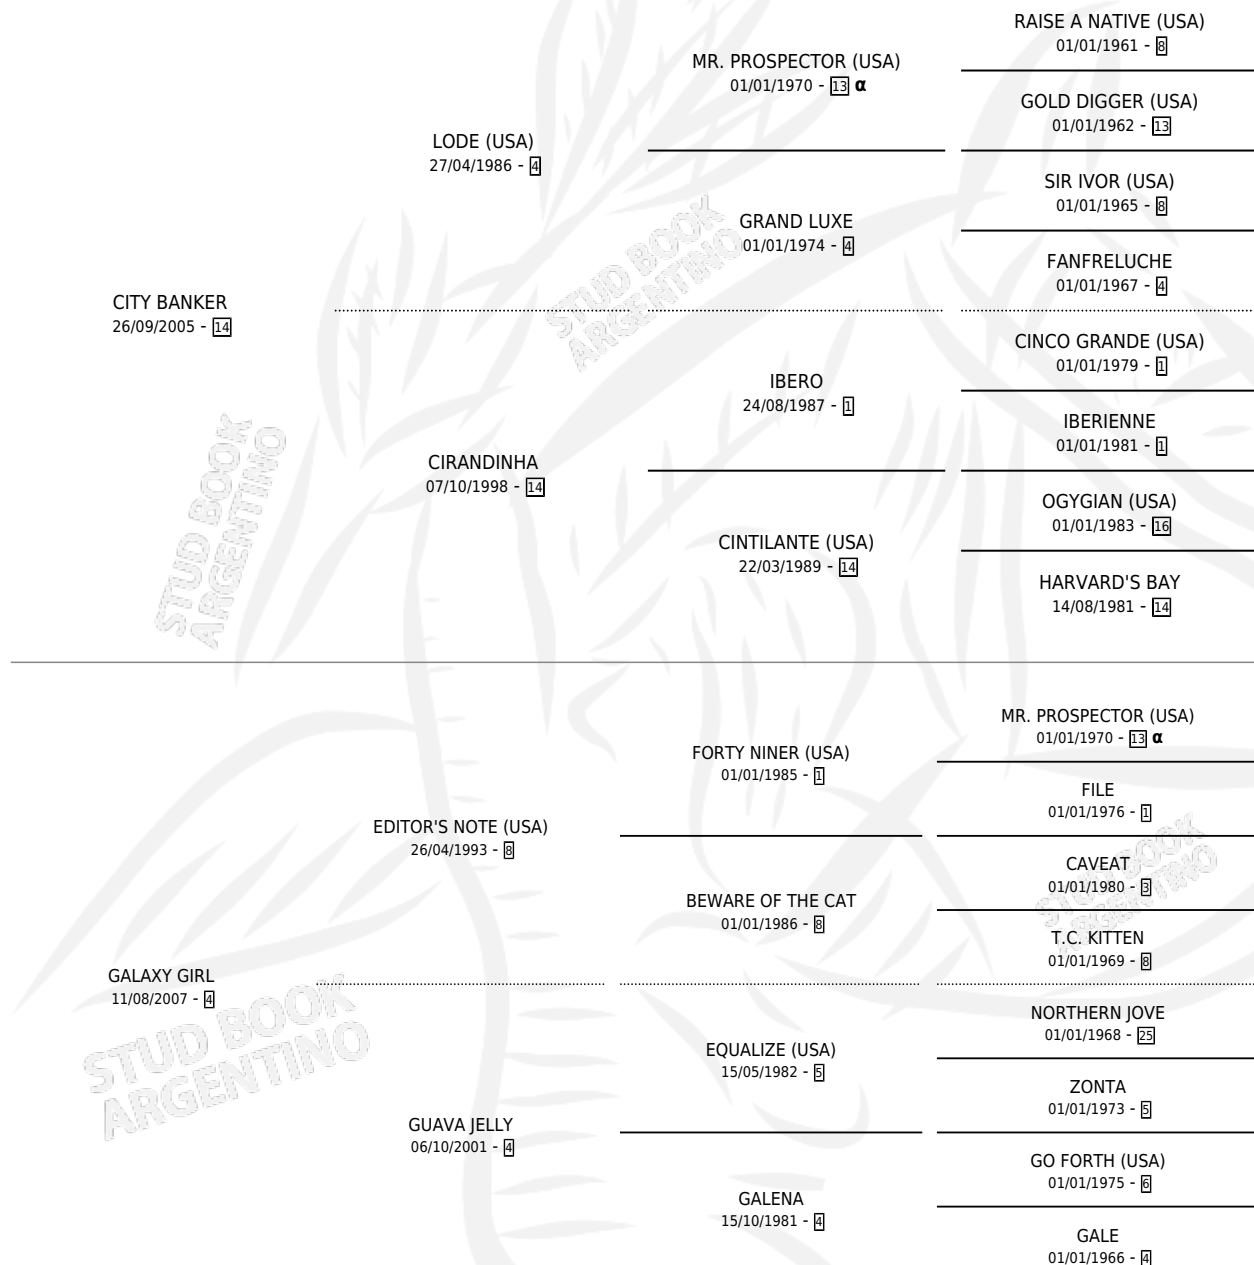 RAISE A NATIVE (USA)
01/01/1961 - 8
MR. PROSPECTOR (USA)
01/01/1970 - 13 α
GOLD DIGGER (USA)
01/01/1962 - 13
LODE (USA)
27/04/1986 - 4
SIR IVOR (USA)
01/01/1965 - 8
GRAND LUXE
01/01/1974 - 4
FANFRELUCHE
01/01/1967 - 4
CITY BANKER
26/09/2005 - 14
CINCO GRANDE (USA)
01/01/1979 - 1
IBERO
24/08/1987 - 1
IBERIENNE
01/01/1981 - 1
CIRANDINHA
07/10/1998 - 14
OGYGIAN (USA)
01/01/1983 - 16
CINTILANTE (USA)
22/03/1989 - 14
HARVARD'S BAY
14/08/1981 - 14
MR. PROSPECTOR (USA)
01/01/1970 - 13 α
FORTY NINER (USA)
01/01/1985 - 1
FILE
01/01/1976 - 1
EDITOR'S NOTE (USA)
26/04/1993 - 8
CAVEAT
01/01/1980 - 3
BEWARE OF THE CAT
01/01/1986 - 8
T.C. KITTEN
01/01/1969 - 8
GALAXY GIRL
11/08/2007 - 4
NORTHERN JOVE
01/01/1968 - 25
EQUALIZE (USA)
15/05/1982 - 5
ZONTA
01/01/1973 - 5
GUAVA JELLY
06/10/2001 - 4
GO FORTH (USA)
01/01/1975 - 6
GALENA
15/10/1981 - 4
GALE
01/01/1966 - 4
STUD BOOK
ARGENTINO
STUD BOOK
ARGENTINO
STUD BOOK
ARGENTINO
STUD BOOK
ARGENTINO